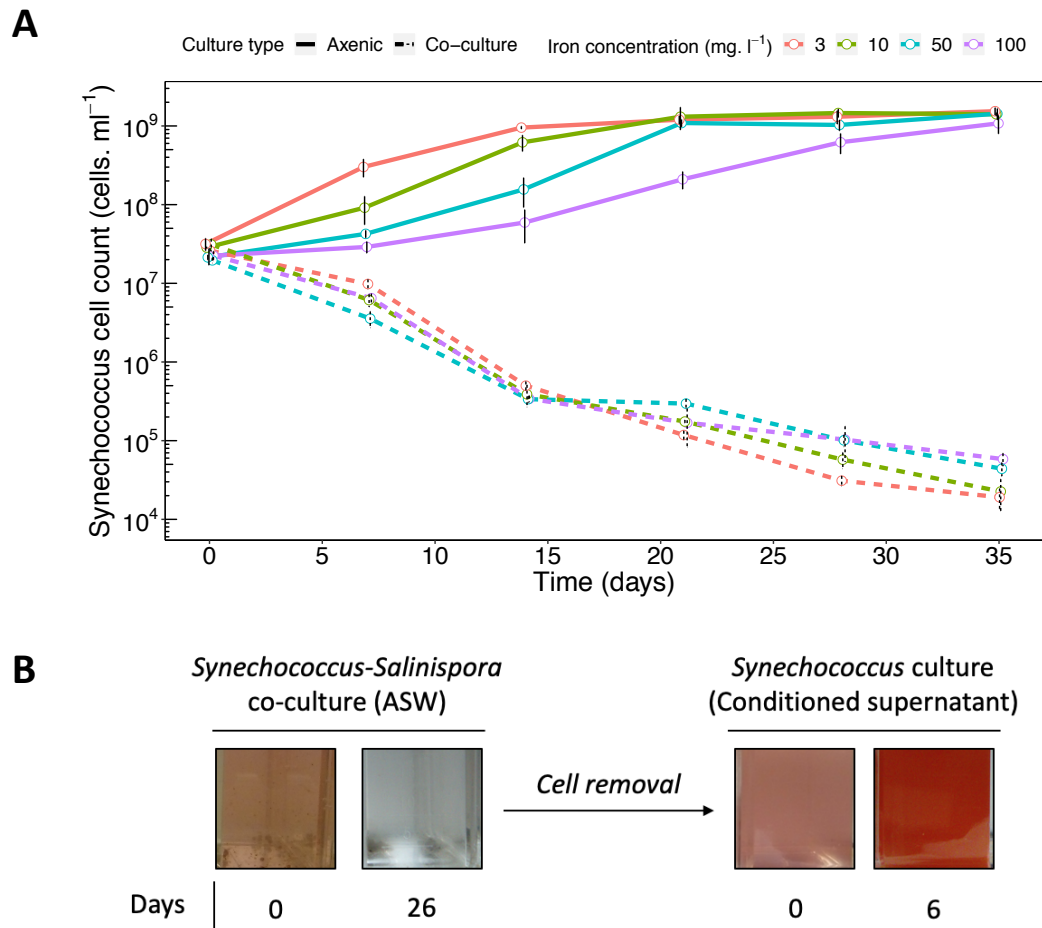 A
Culture type Axenic Co−culture Iron concentration (mg. l⁻¹) 3 10 50 100
Synechococcus cell count (cells. ml⁻¹)
10⁹
10⁸
10⁷
10⁶
10⁵
10⁴
0 5 10 15 20 25 30 35
Time (days)
B
Synechococcus-Salinispora
co-culture (ASW)
Synechococcus culture
(Conditioned supernatant)
Cell removal
Days 0 26 0 6